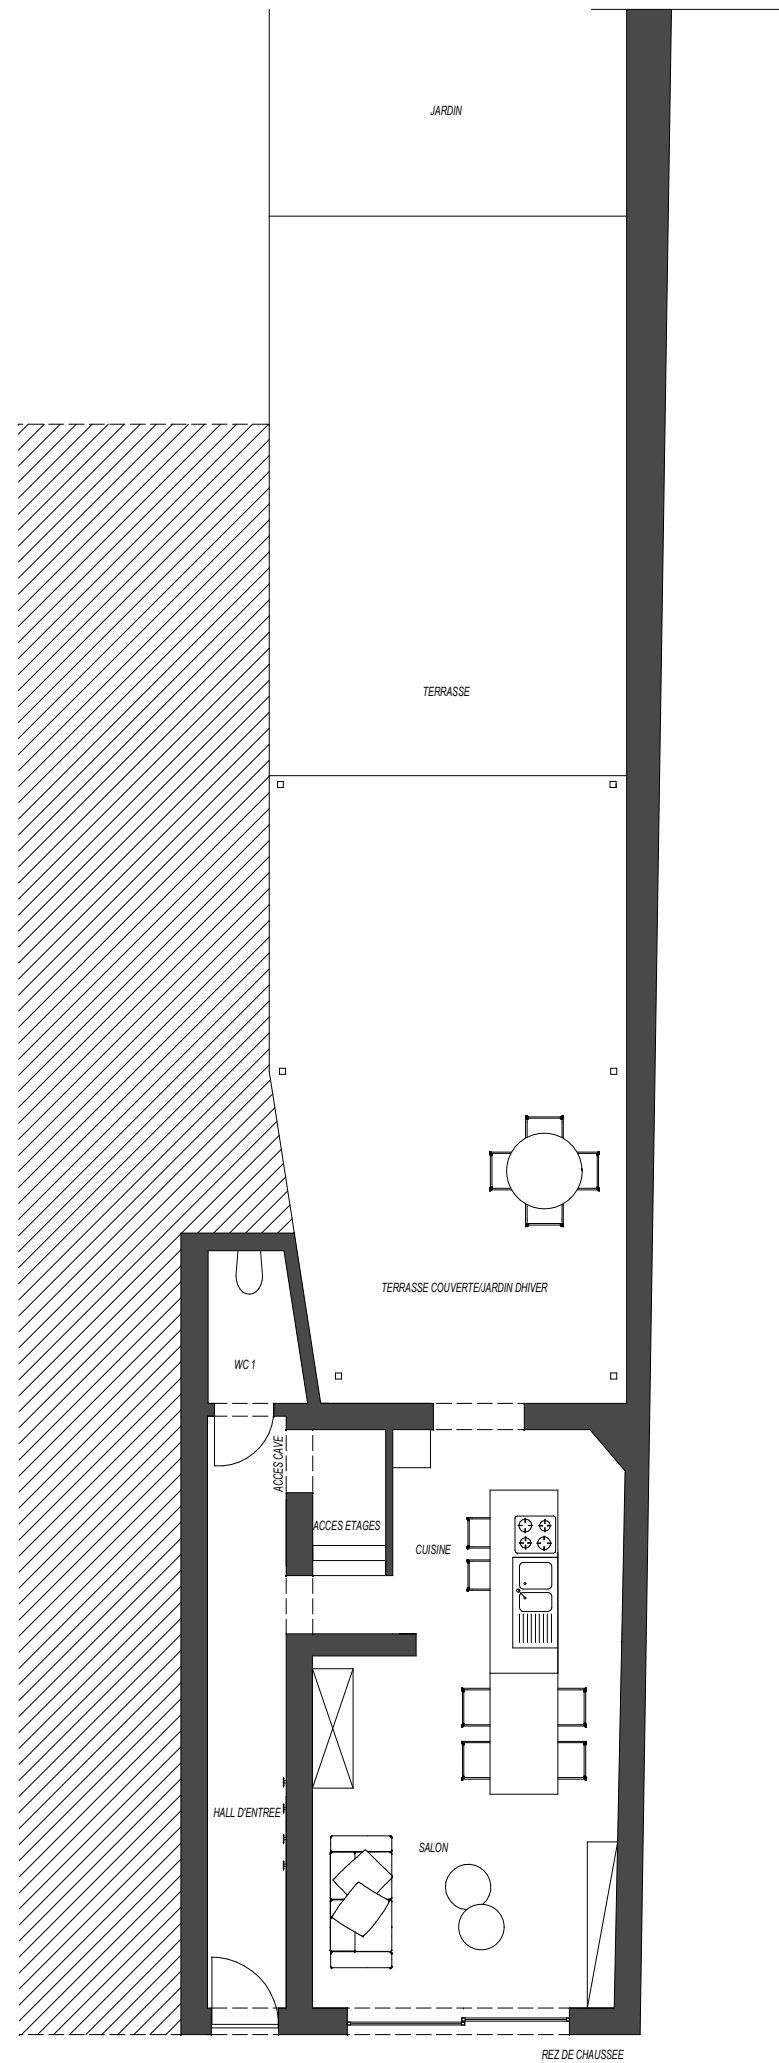 JARDIN
TERRASSE
TERRASSE COUVERTE/JARDIN DHIVER
WC 1
ACCES CAVE
ACCES ETAGES
CUISINE
HALL D'ENTREE
SALON
REZ DE CHAUSSEE